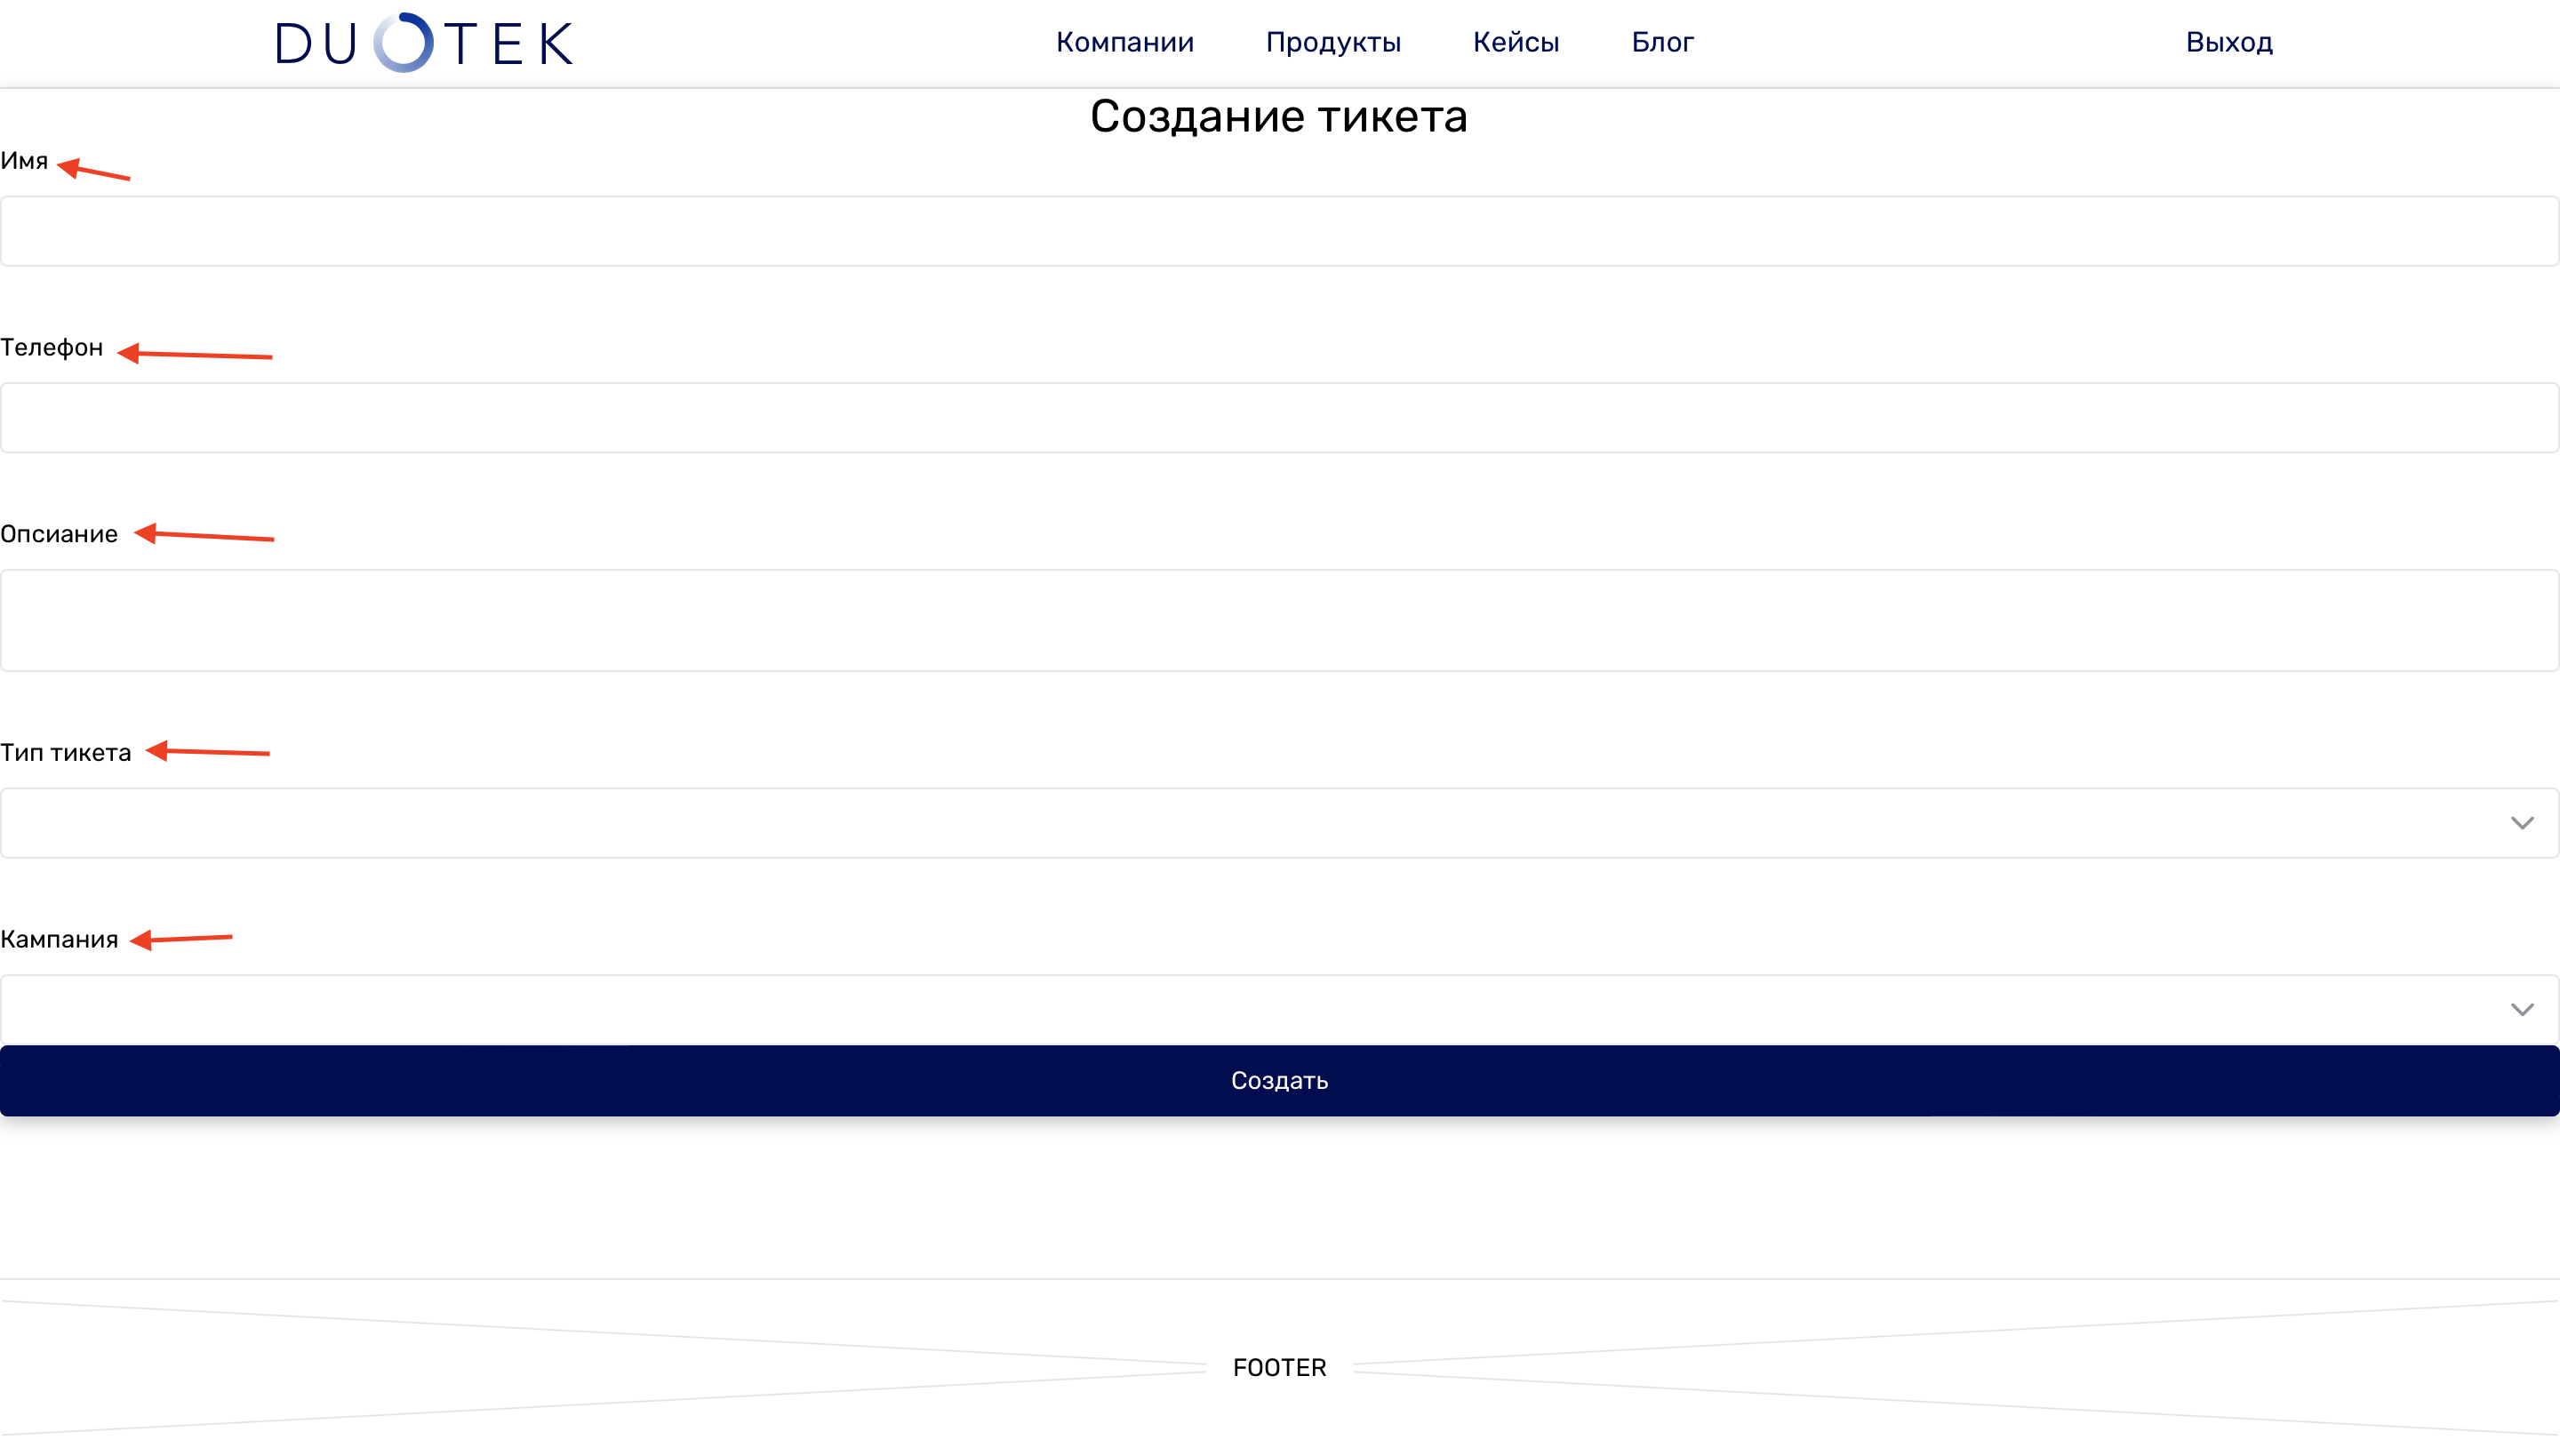 DUOTEK Компании Продукты Кейсы Блог Выход
Создание тикета
Имя
Телефон
Опсиание
Тип тикета
Кампания
Создать
FOOTER